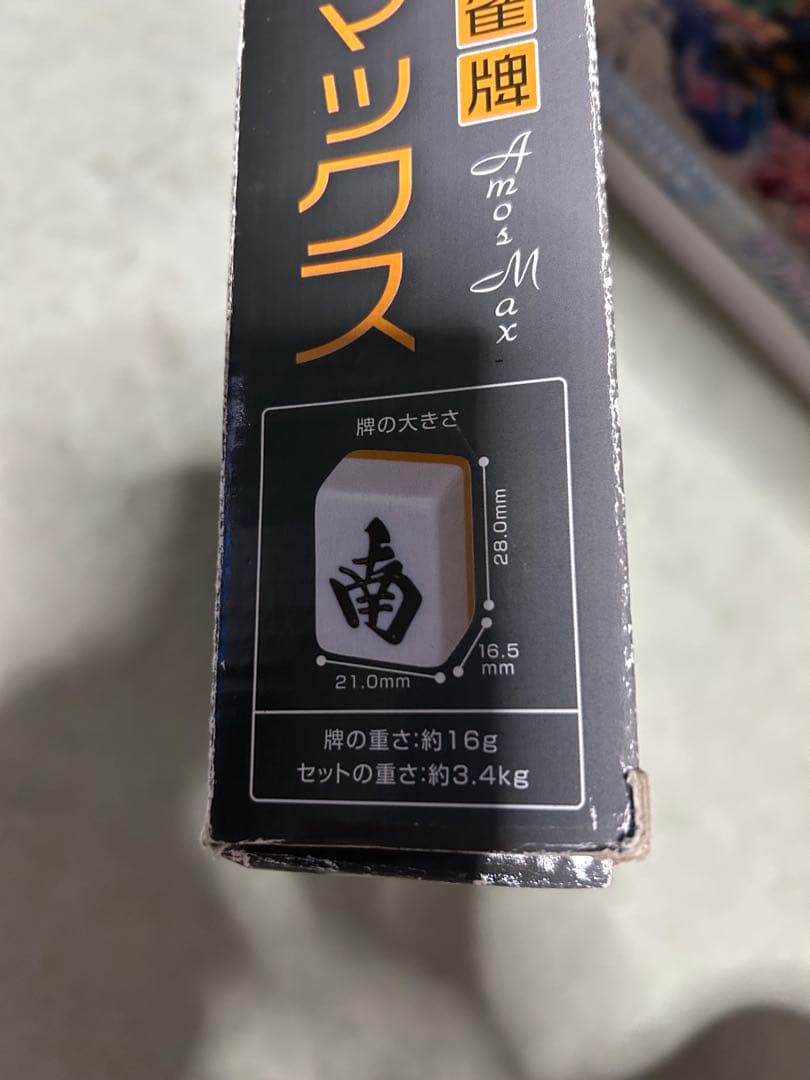 マックス
雀牌
Amos Max
牌の大きさ
28.0mm
16.5
mm
21.0mm
南
牌の重さ:約16g
セットの重さ:約3.4kg